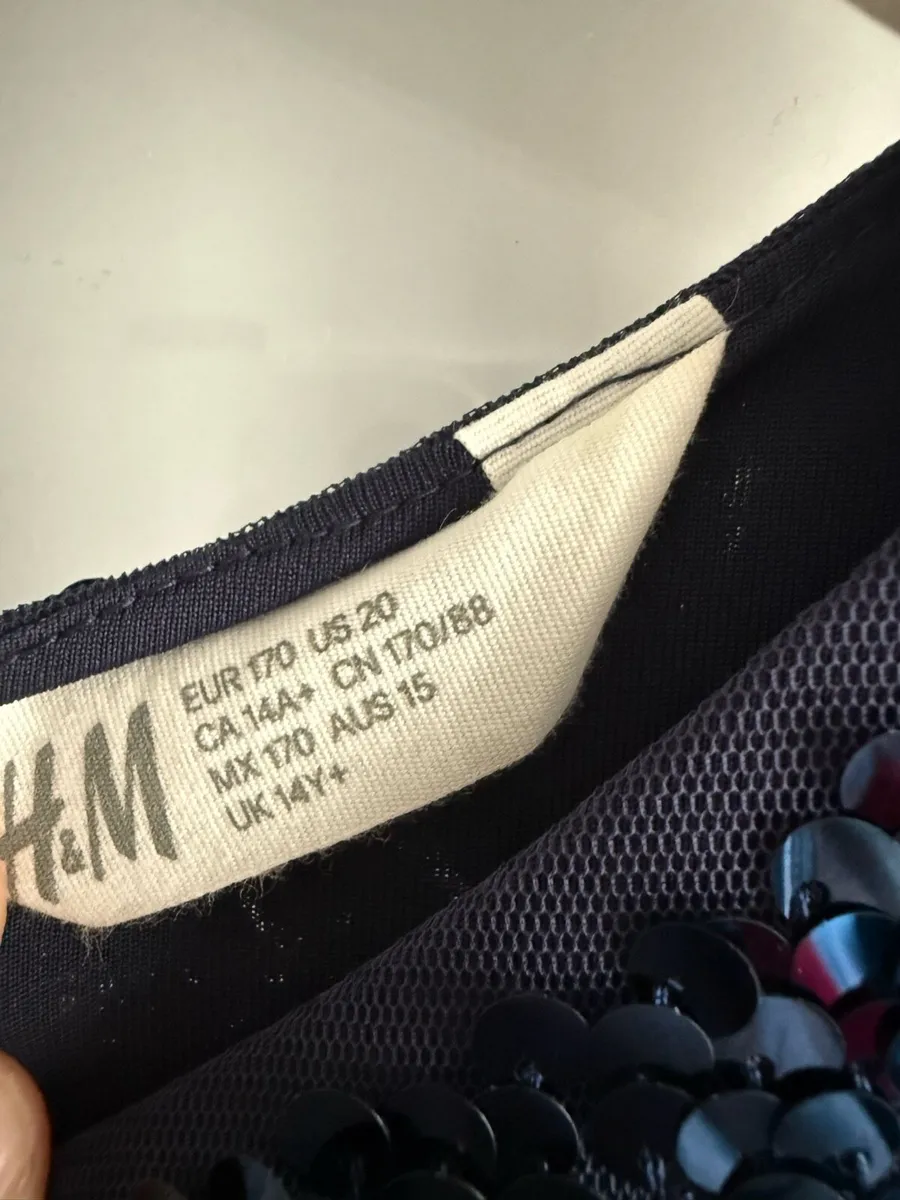 H&M
EUR 170 US 20
CA 14A+ CN 170/88
MX 170 AUS 15
UK 14Y+